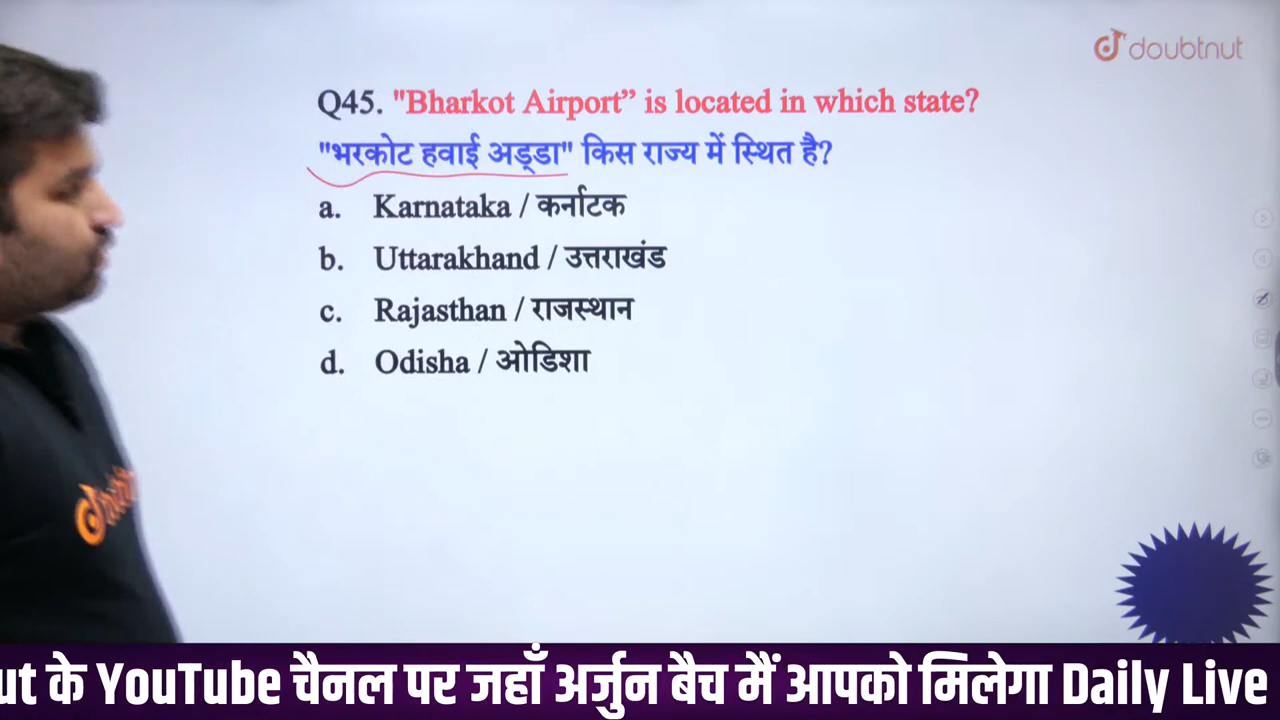 doubtnut
Q45. "Bharkot Airport” is located in which state?
"भरकोट हवाई अड्डा" किस राज्य में स्थित है?
a. Karnataka / कर्नाटक
b. Uttarakhand / उत्तराखंड
c. Rajasthan / राजस्थान
d. Odisha / ओडिशा
ut के YouTube चैनल पर जहाँ अर्जुन बैच मैं आपको मिलेगा Daily Live